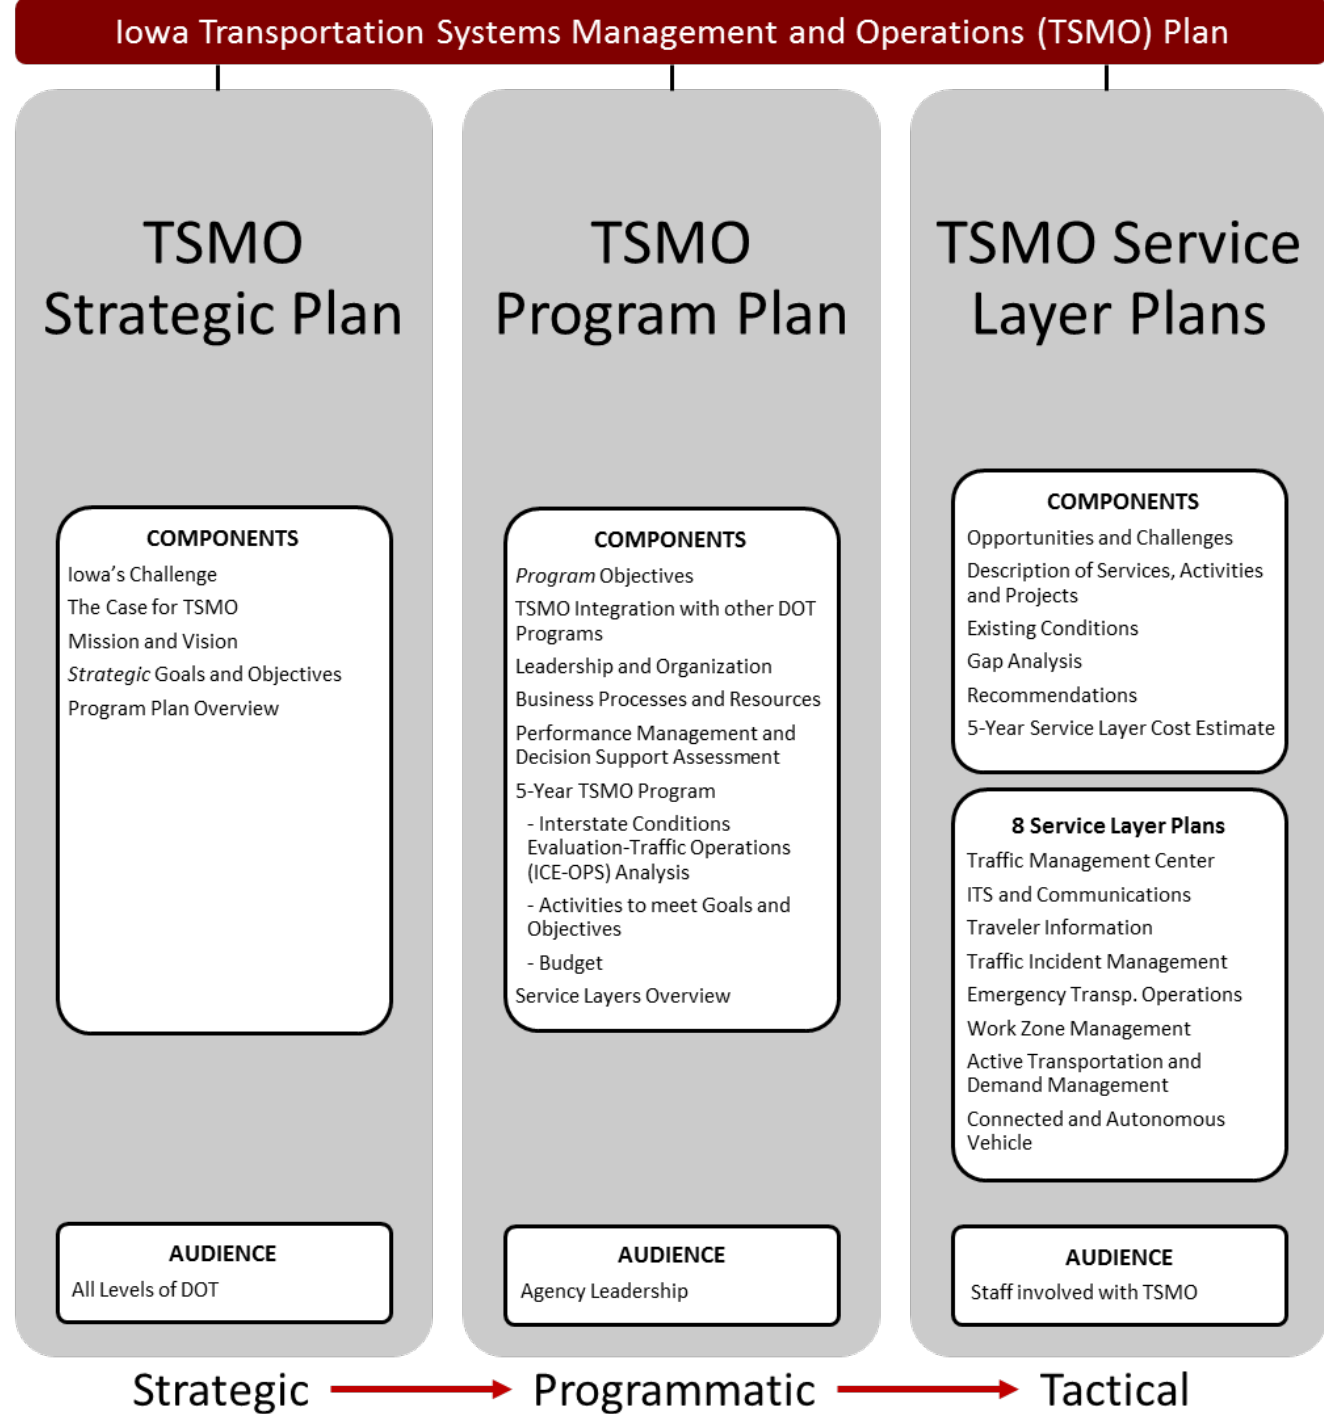 Iowa Transportation Systems Management and Operations (TSMO) Plan
TSMO
Strategic Plan
COMPONENTS
Iowa's Challenge
The Case for TSMO
Mission and Vision
Strategic Goals and Objectives
Program Plan Overview
AUDIENCE
All Levels of DOT
TSMO
Program Plan
COMPONENTS
Program Objectives
TSMO Integration with other DOT
Programs
Leadership and Organization
Business Processes and Resources
Performance Management and
Decision Support Assessment
5-Year TSMO Program
- Interstate Conditions
Evaluation-Traffic Operations
(ICE-OPS) Analysis
- Activities to meet Goals and
Objectives
- Budget
Service Layers Overview
AUDIENCE
Agency Leadership
TSMO Service
Layer Plans
COMPONENTS
Opportunities and Challenges
Description of Services, Activities
and Projects
Existing Conditions
Gap Analysis
Recommendations
5-Year Service Layer Cost Estimate
8 Service Layer Plans
Traffic Management Center
ITS and Communications
Traveler Information
Traffic Incident Management
Emergency Transp. Operations
Work Zone Management
Active Transportation and
Demand Management
Connected and Autonomous
Vehicle
AUDIENCE
Staff involved with TSMO
Strategic
Programmatic
Tactical